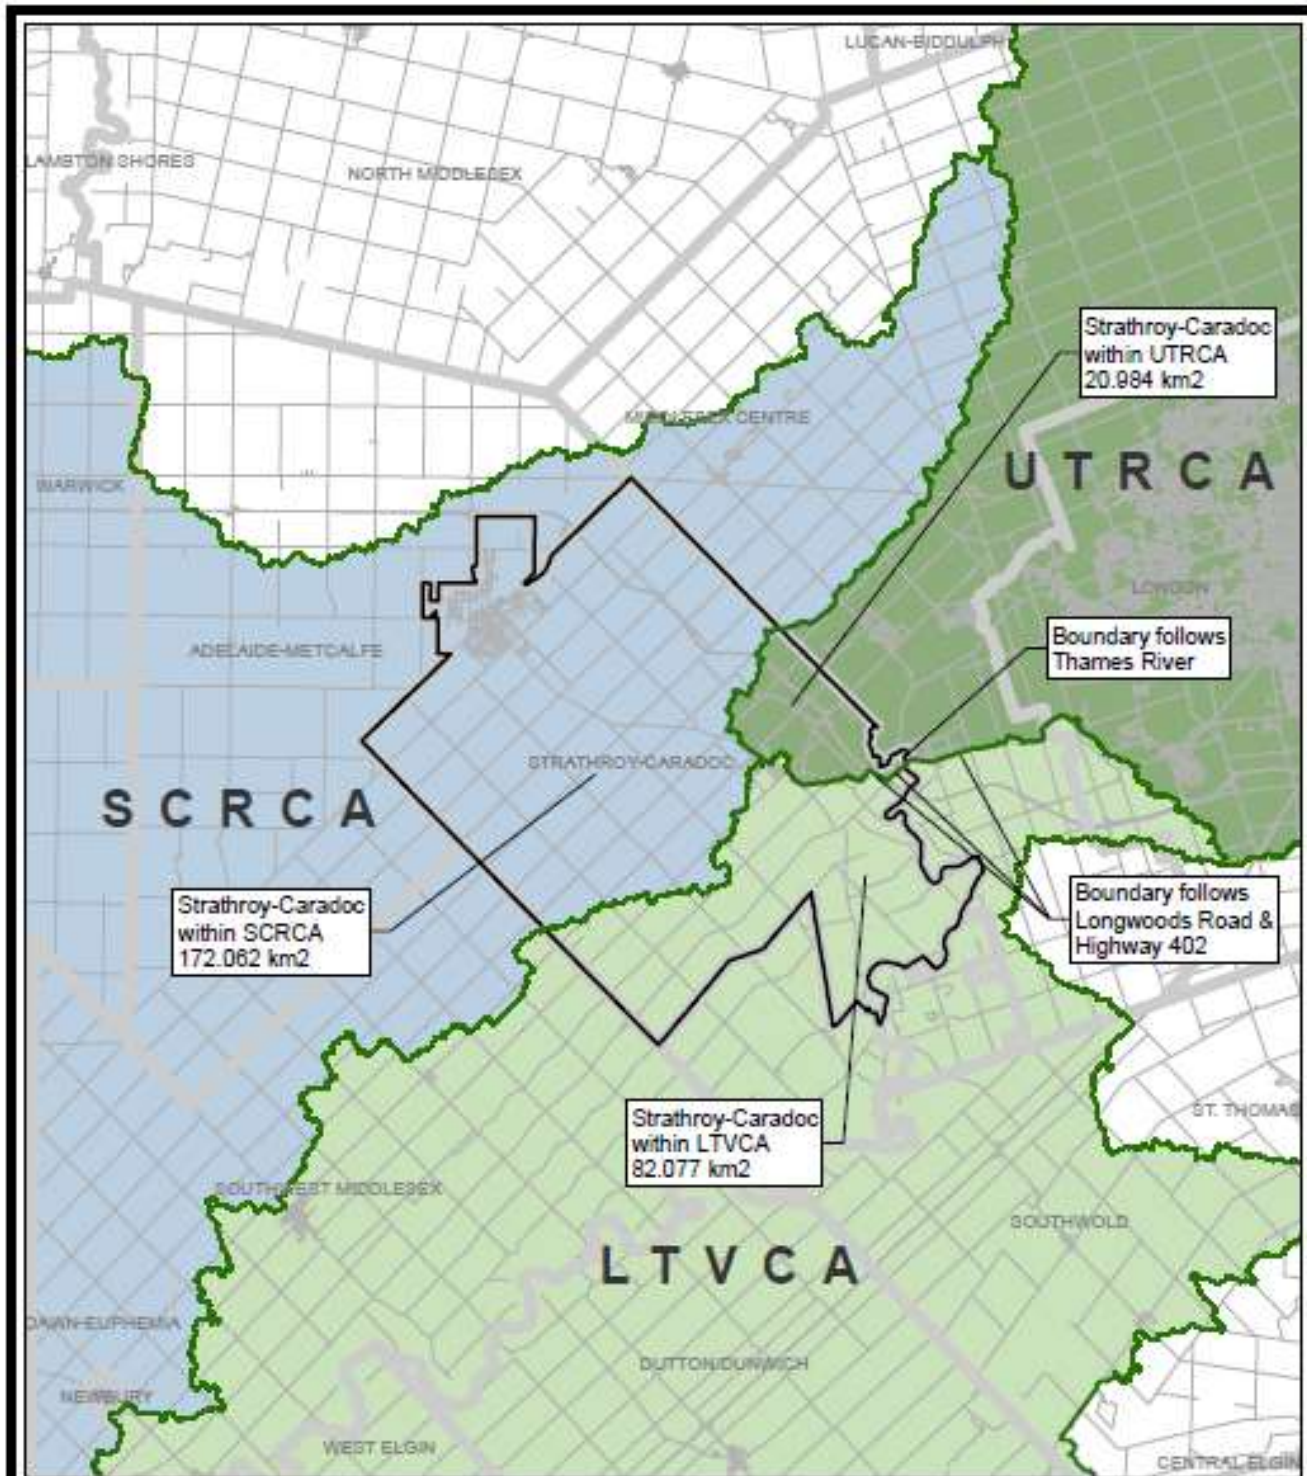 LUCAN-BIDDULPH
LAMBTON SHORES
NORTH MIDDLESEX
Strathroy-Caradoc
within UTRCA
20.984 km2
MIDDLESEX CENTRE
UTRCA
WARWICK
LONDON
Boundary follows
Thames River
ADELAIDE-METCALFE
STRATHROY-CARADOC
SCRCA
Strathroy-Caradoc
within SCRCA
172.062 km2
Boundary follows
Longwoods Road &
Highway 402
Strathroy-Caradoc
within LTVCA
82.077 km2
ST. THOMAS
SOUTHWEST MIDDLESEX
SOUTHWOLD
LTVCA
DAWN-EUPHEMIA
DUTTON/DUNWICH
NEWBURY
WEST ELGIN
CENTRAL ELGIN